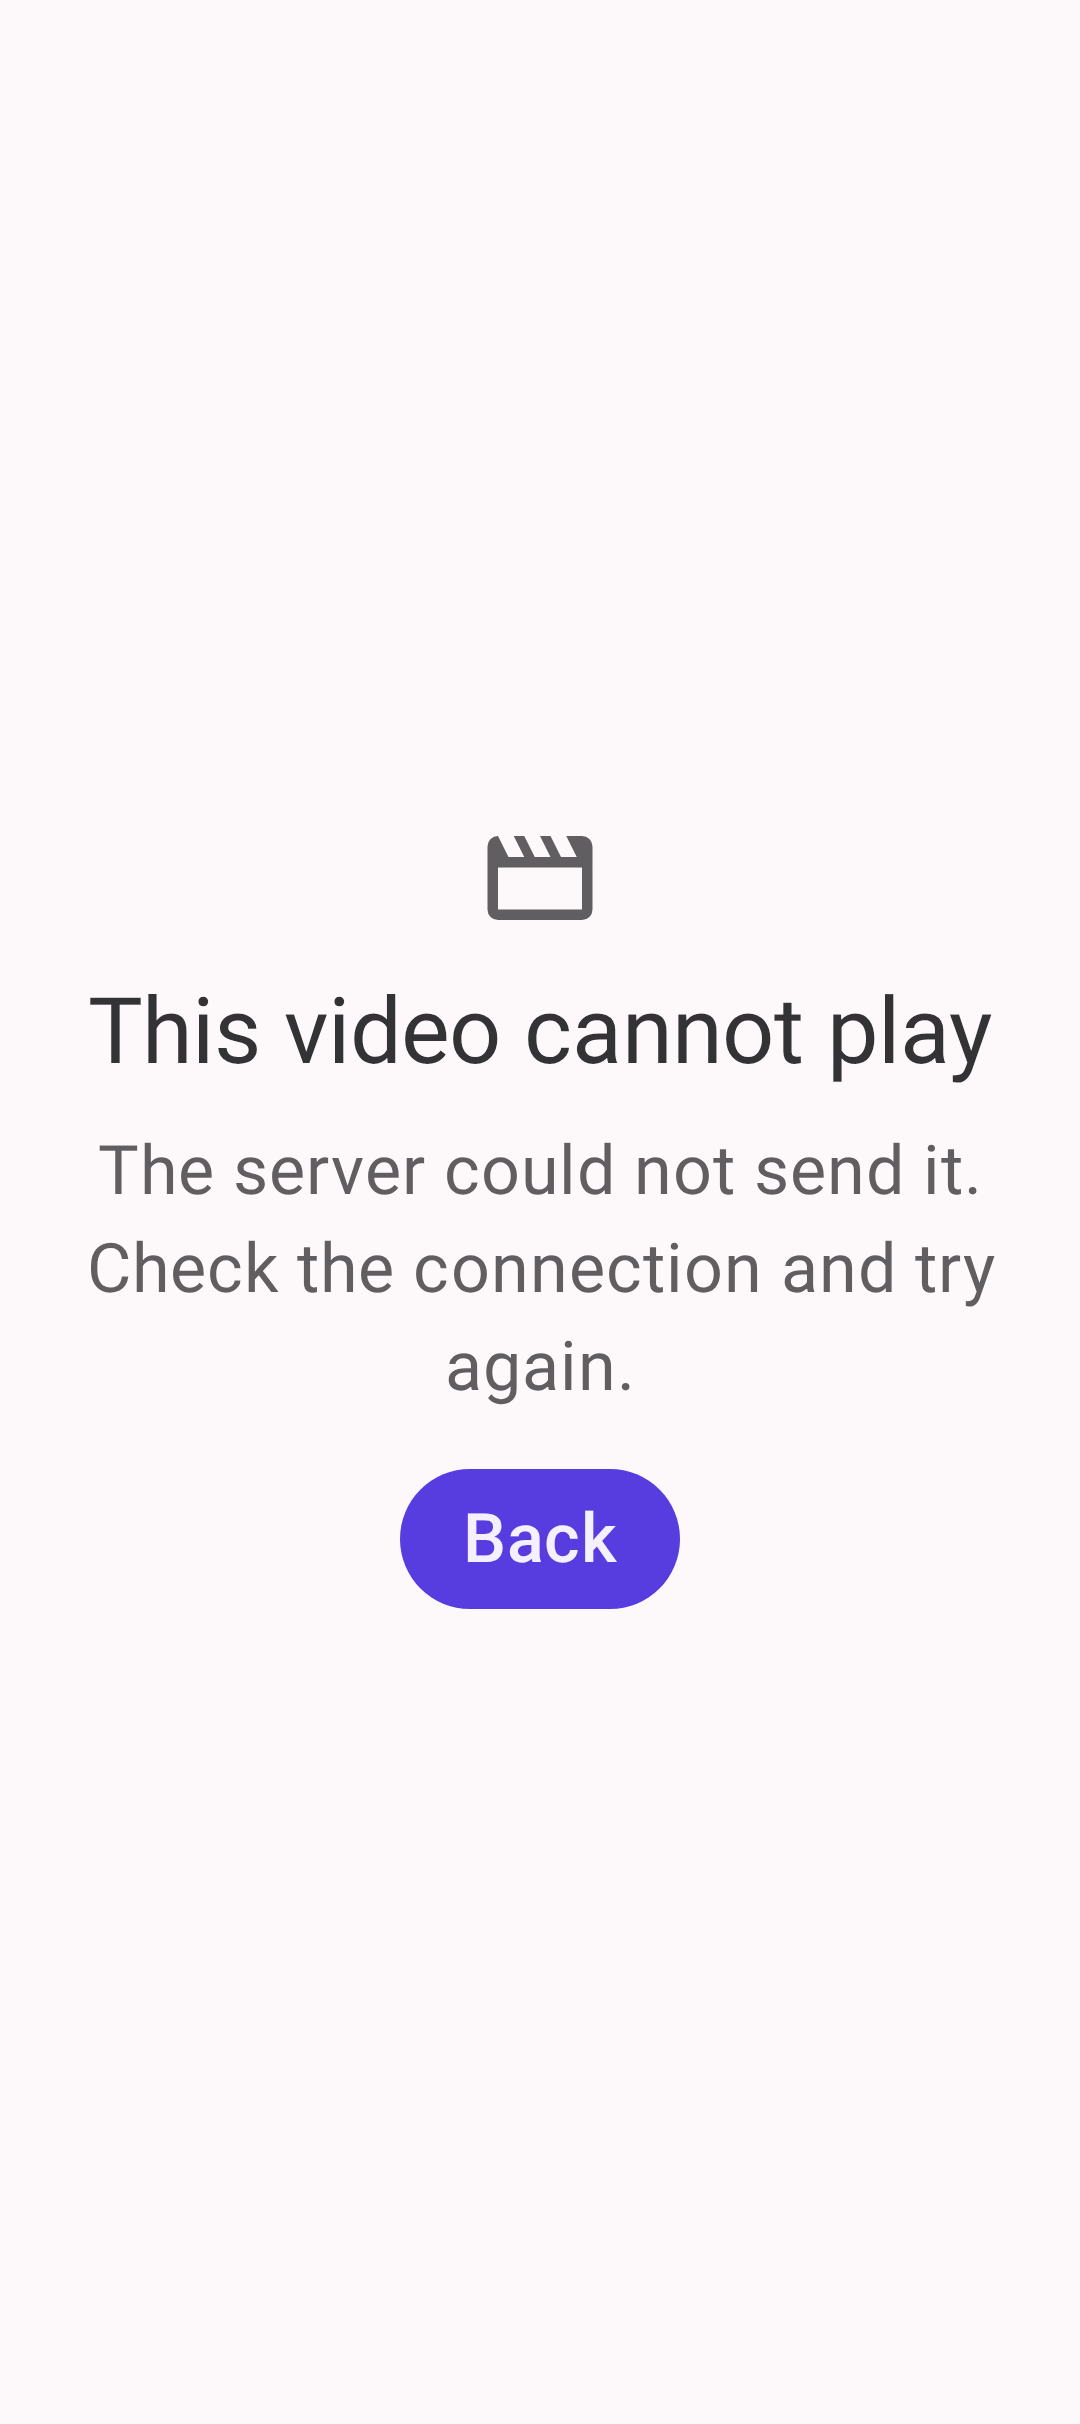 This video cannot play
The server could not send it.
Check the connection and try
again.
Back